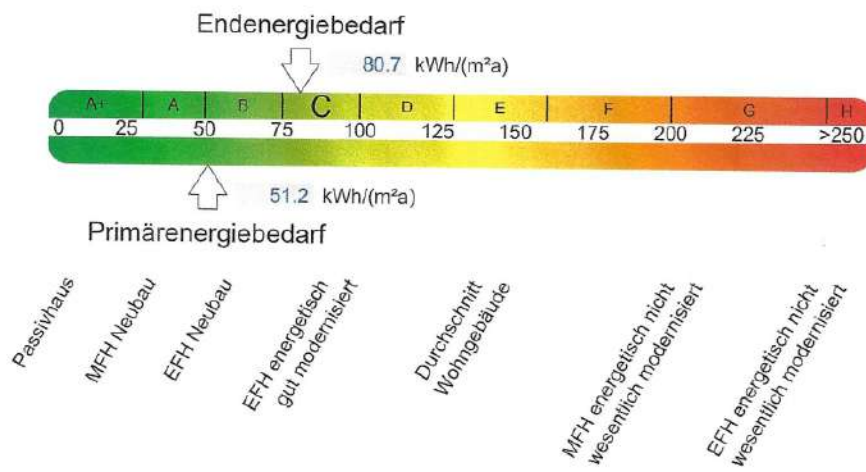 Endenergiebedarf
80.7 kWh/(m²a)
A+ A B C D E F G H
0 25 50 75 100 125 150 175 200 225 >250
51.2 kWh/(m²a)
Primärenergiebedarf
Passivhaus
MFH Neubau
EFH Neubau
EFH energetisch
gut modernisiert
Durchschnitt
Wohngebäude
MFH energetisch nicht
wesentlich modernisiert
EFH energetisch nicht
wesentlich modernisiert